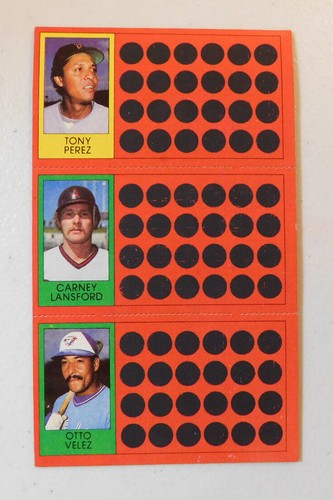 TONY
PEREZ
CARNEY
LANSFORD
OTTO
VELEZ